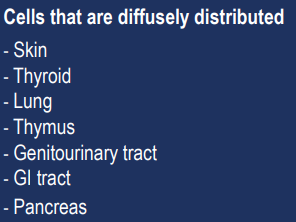 Cells that are diffusely distributed
- Skin
- Thyroid
- Lung
- Thymus
- Genitourinary tract
- GI tract
- Pancreas